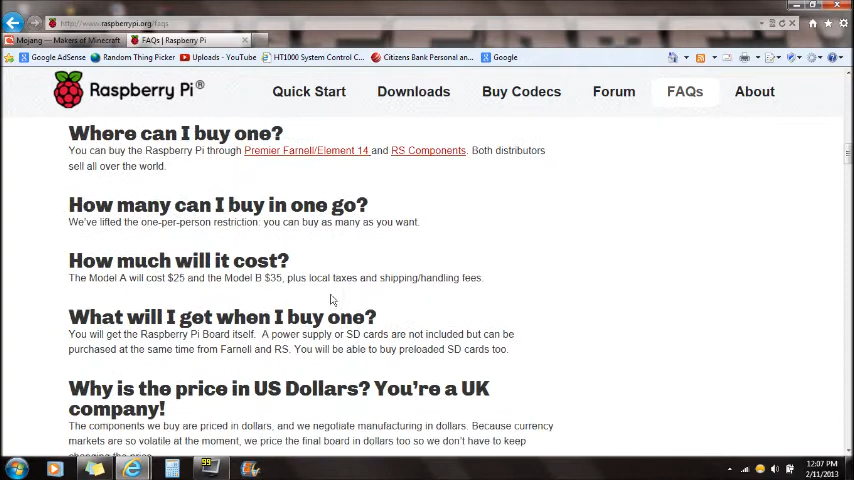 http://www.raspberrypi.org/faqs
Mojang – Makers of Minecraft
FAQs | Raspberry Pi
Google AdSense
Random Thing Picker
Uploads - YouTube
HT1000 System Control C...
Citizens Bank Personal an...
Google
Raspberry Pi®
Quick Start
Downloads
Buy Codecs
Forum
FAQs
About
Where can I buy one?
You can buy the Raspberry Pi through Premier Farnell/Element 14 and RS Components. Both distributors
sell all over the world.
How many can I buy in one go?
We've lifted the one-per-person restriction: you can buy as many as you want.
How much will it cost?
The Model A will cost $25 and the Model B $35, plus local taxes and shipping/handling fees.
What will I get when I buy one?
You will get the Raspberry Pi Board itself.  A power supply or SD cards are not included but can be
purchased at the same time from Farnell and RS. You will be able to buy preloaded SD cards too.
Why is the price in US Dollars? You're a UK
company!
The components we buy are priced in dollars, and we negotiate manufacturing in dollars. Because currency
markets are so volatile at the moment, we price the final board in dollars too so we don't have to keep
changing the price.
99
12:07 PM
2/11/2013